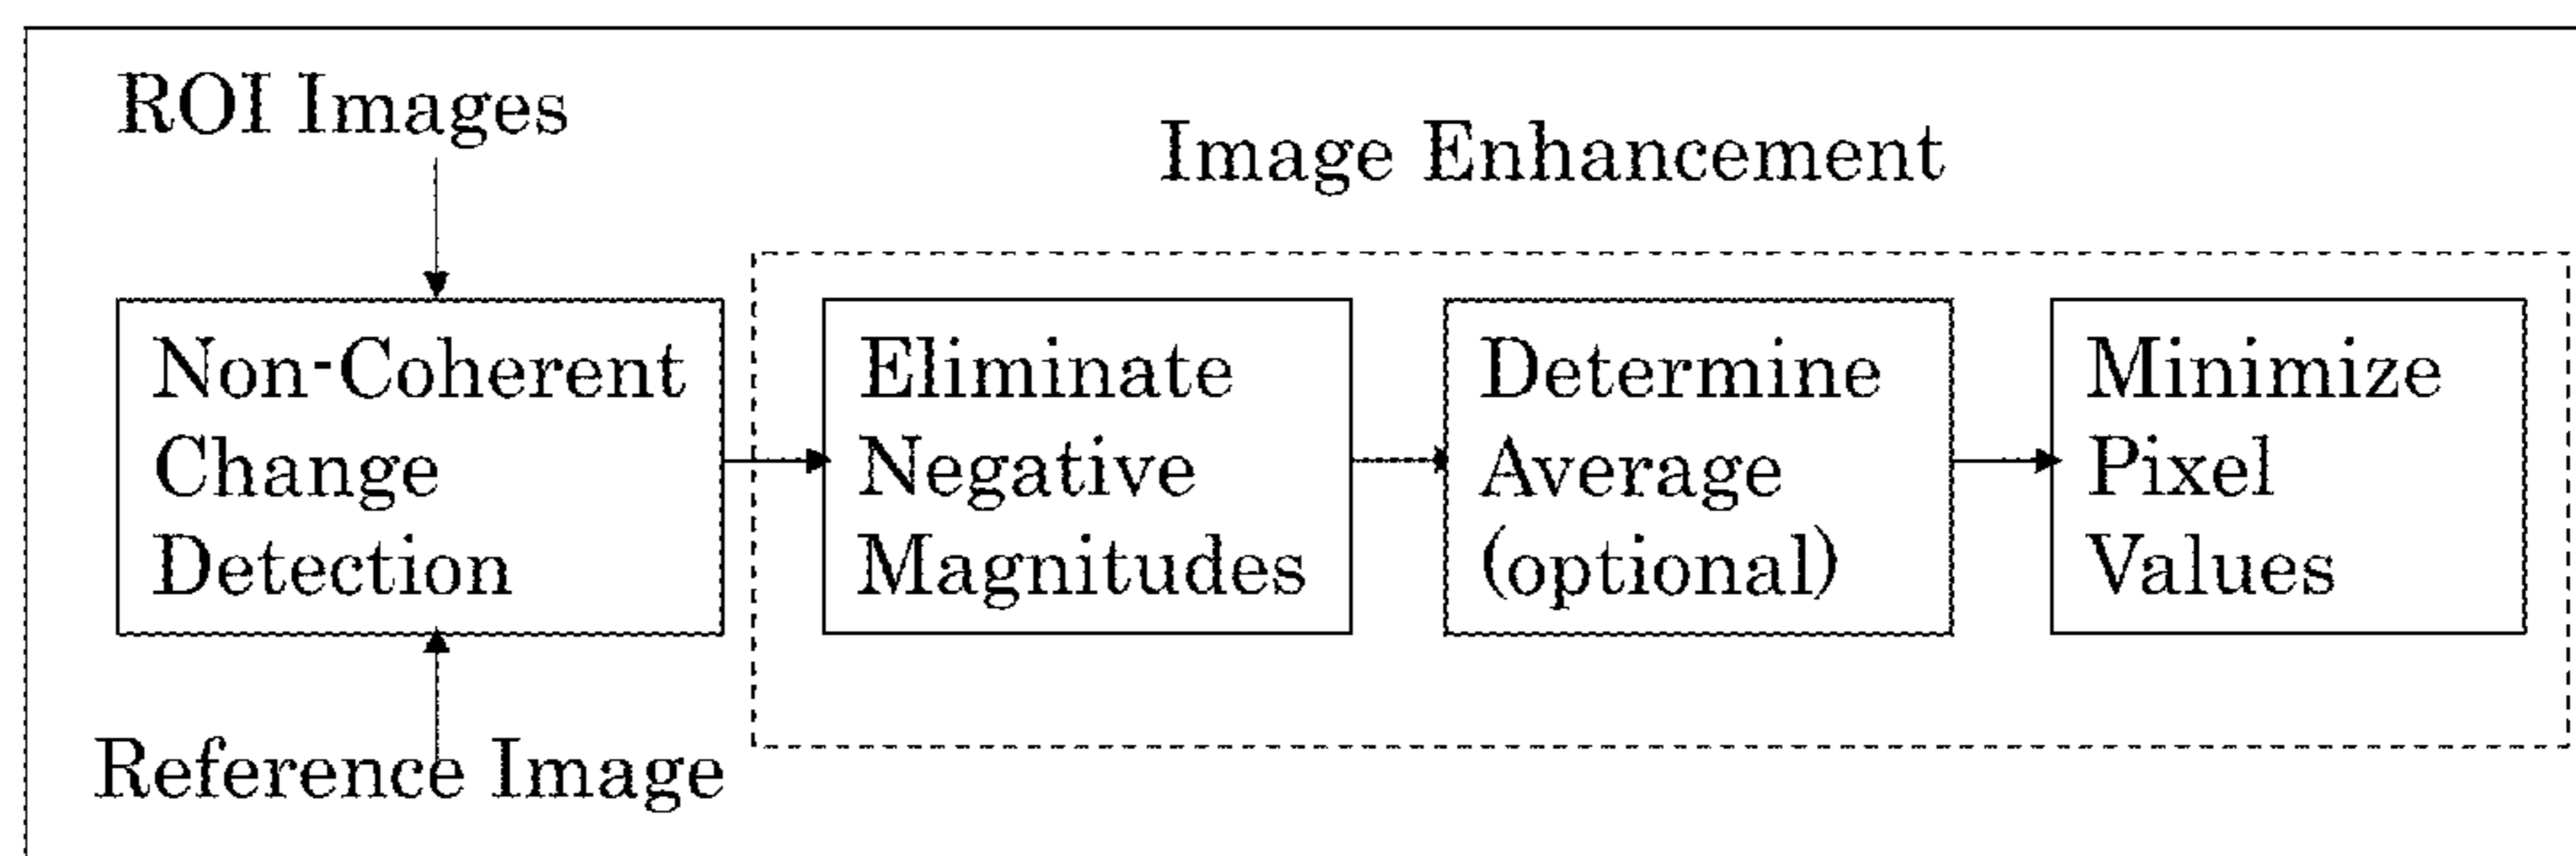 ROI Images
Image Enhancement
Non-Coherent
Change
Detection
Eliminate
Negative
Magnitudes
Determine
Average
(optional)
Minimize
Pixel
Values
Reference Image